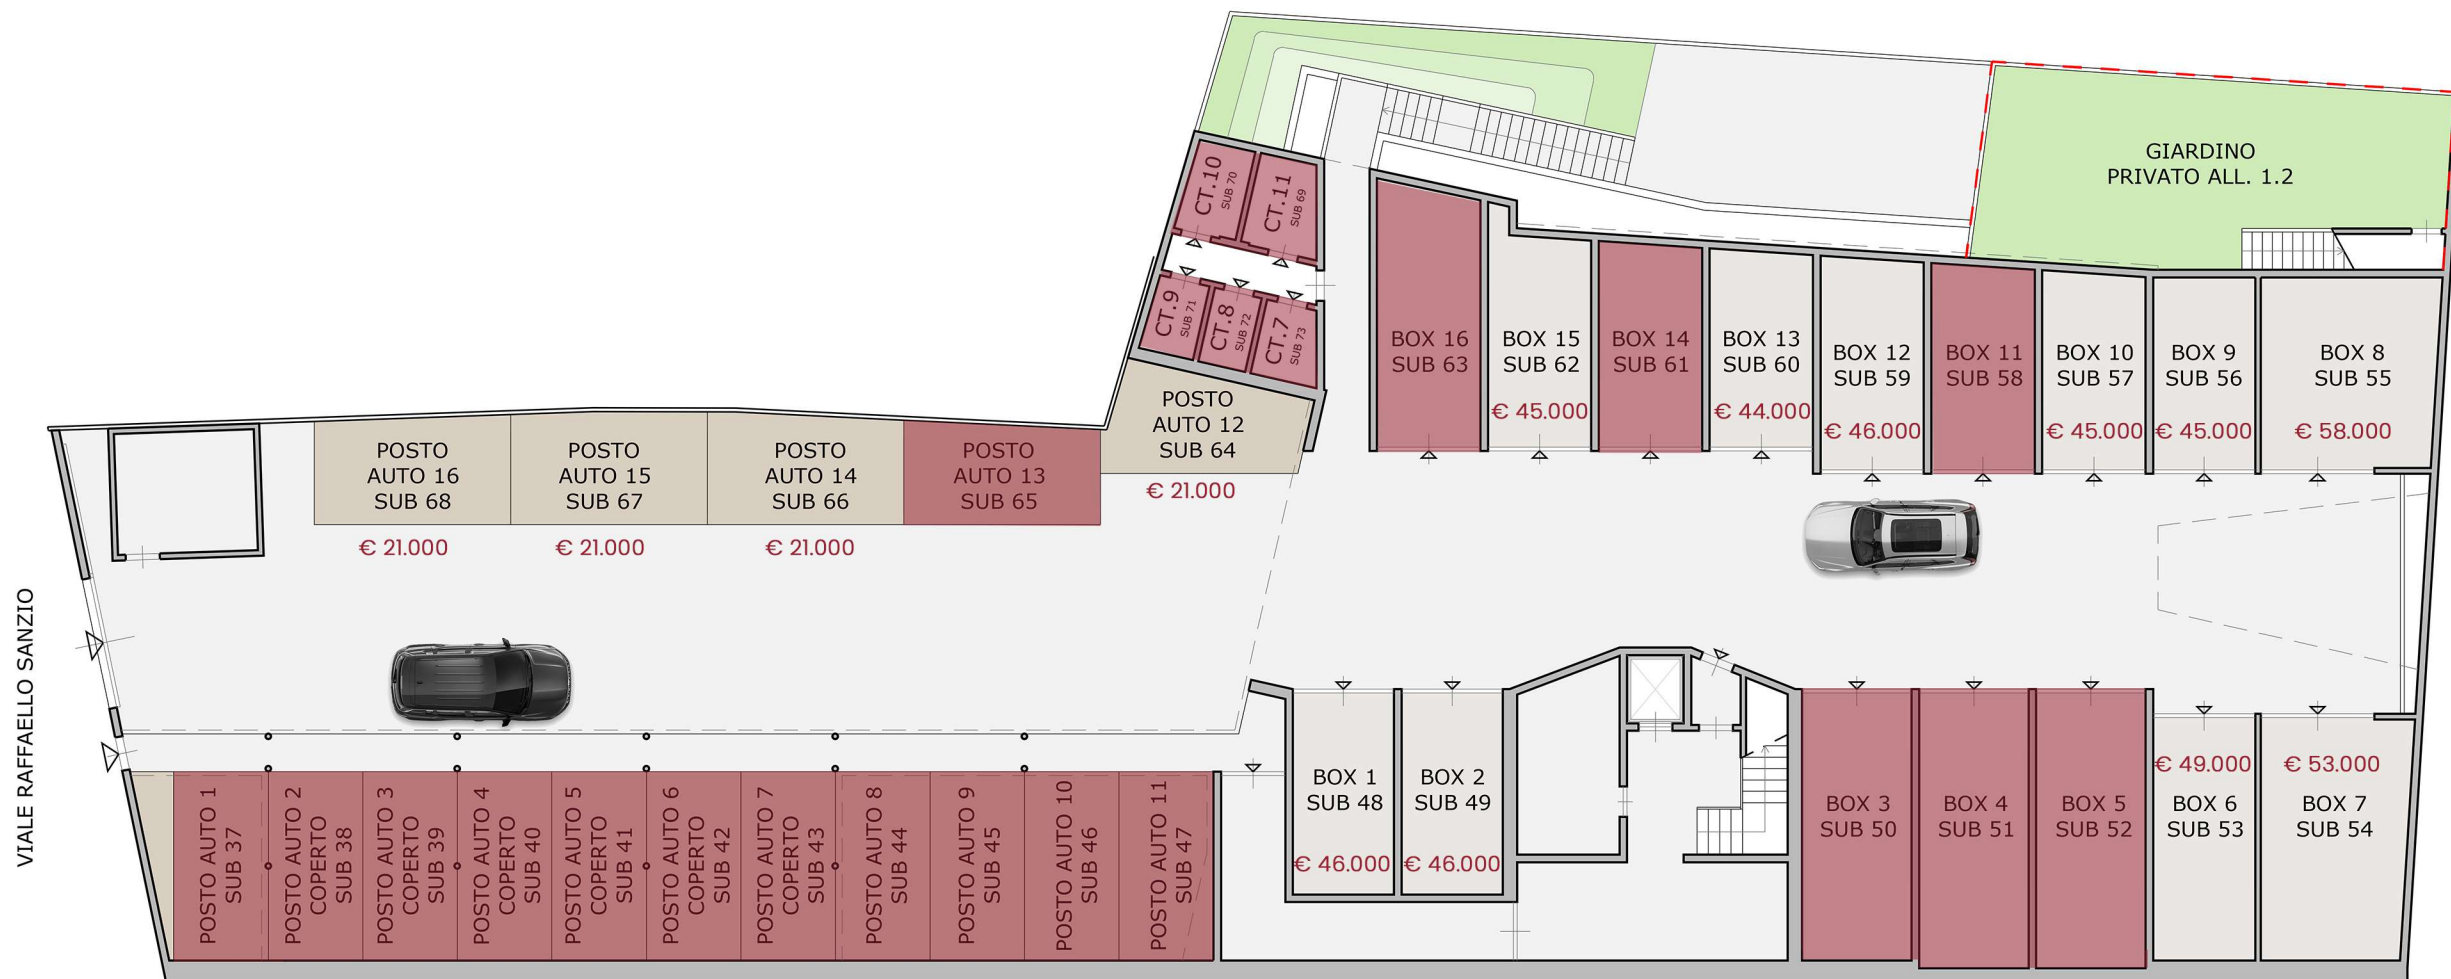 GIARDINO
PRIVATO ALL. 1.2
CT.10
SUB 70
CT.11
SUB 69
CT.9
SUB 71
CT.8
SUB 72
CT.7
SUB 73
BOX 16
SUB 63
BOX 15
SUB 62
€ 45.000
BOX 14
SUB 61
BOX 13
SUB 60
€ 44.000
BOX 12
SUB 59
€ 46.000
BOX 11
SUB 58
BOX 10
SUB 57
€ 45.000
BOX 9
SUB 56
€ 45.000
BOX 8
SUB 55
€ 58.000
POSTO
AUTO 16
SUB 68
€ 21.000
POSTO
AUTO 15
SUB 67
€ 21.000
POSTO
AUTO 14
SUB 66
€ 21.000
POSTO
AUTO 13
SUB 65
POSTO
AUTO 12
SUB 64
€ 21.000
VIALE RAFFAELLO SANZIO
POSTO AUTO 1
SUB 37
POSTO AUTO 2
COPERTO
SUB 38
POSTO AUTO 3
COPERTO
SUB 39
POSTO AUTO 4
COPERTO
SUB 40
POSTO AUTO 5
COPERTO
SUB 41
POSTO AUTO 6
COPERTO
SUB 42
POSTO AUTO 7
COPERTO
SUB 43
POSTO AUTO 8
SUB 44
POSTO AUTO 9
SUB 45
POSTO AUTO 10
SUB 46
POSTO AUTO 11
SUB 47
BOX 1
SUB 48
€ 46.000
BOX 2
SUB 49
€ 46.000
BOX 3
SUB 50
BOX 4
SUB 51
BOX 5
SUB 52
€ 49.000
BOX 6
SUB 53
€ 53.000
BOX 7
SUB 54